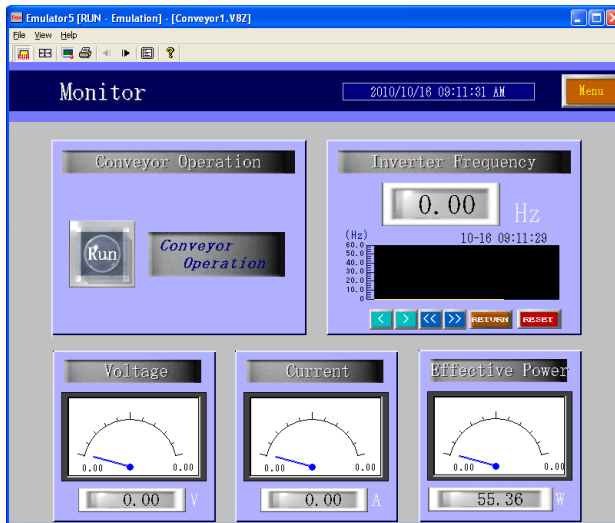 Emulator5 [RUN - Emulation] - [Conveyor1.V8Z]
File View Help
RUN
Monitor
2010/10/16 09:11:31 AM
Menu
Conveyor Operation
Run
Conveyor
Operation
Inverter Frequency
0.00 Hz
(Hz) 10-16 09:11:29
60.0
50.0
40.0
30.0
20.0
10.0
0
< > << >> RETURN RESET
Voltage
0.00 0.00
0.00 V
Current
0.00 0.00
0.00 A
Effective Power
0.00 0.00
55.36 W